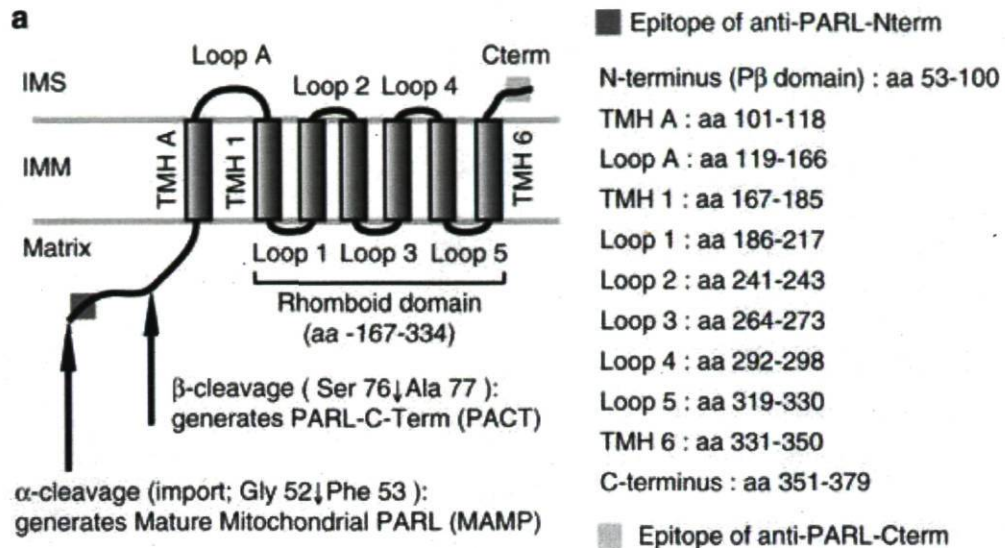 a
Loop A
Cterm
IMS
Loop 2 Loop 4
TMH A
TMH 1
TMH 6
IMM
Matrix
Loop 1 Loop 3 Loop 5
Rhomboid domain
(aa -167-334)
β-cleavage ( Ser 76↓Ala 77 ):
generates PARL-C-Term (PACT)
α-cleavage (import; Gly 52↓Phe 53 ):
generates Mature Mitochondrial PARL (MAMP)
Epitope of anti-PARL-Nterm
N-terminus (Pβ domain) : aa 53-100
TMH A : aa 101-118
Loop A : aa 119-166
TMH 1 : aa 167-185
Loop 1 : aa 186-217
Loop 2 : aa 241-243
Loop 3 : aa 264-273
Loop 4 : aa 292-298
Loop 5 : aa 319-330
TMH 6 : aa 331-350
C-terminus : aa 351-379
Epitope of anti-PARL-Cterm